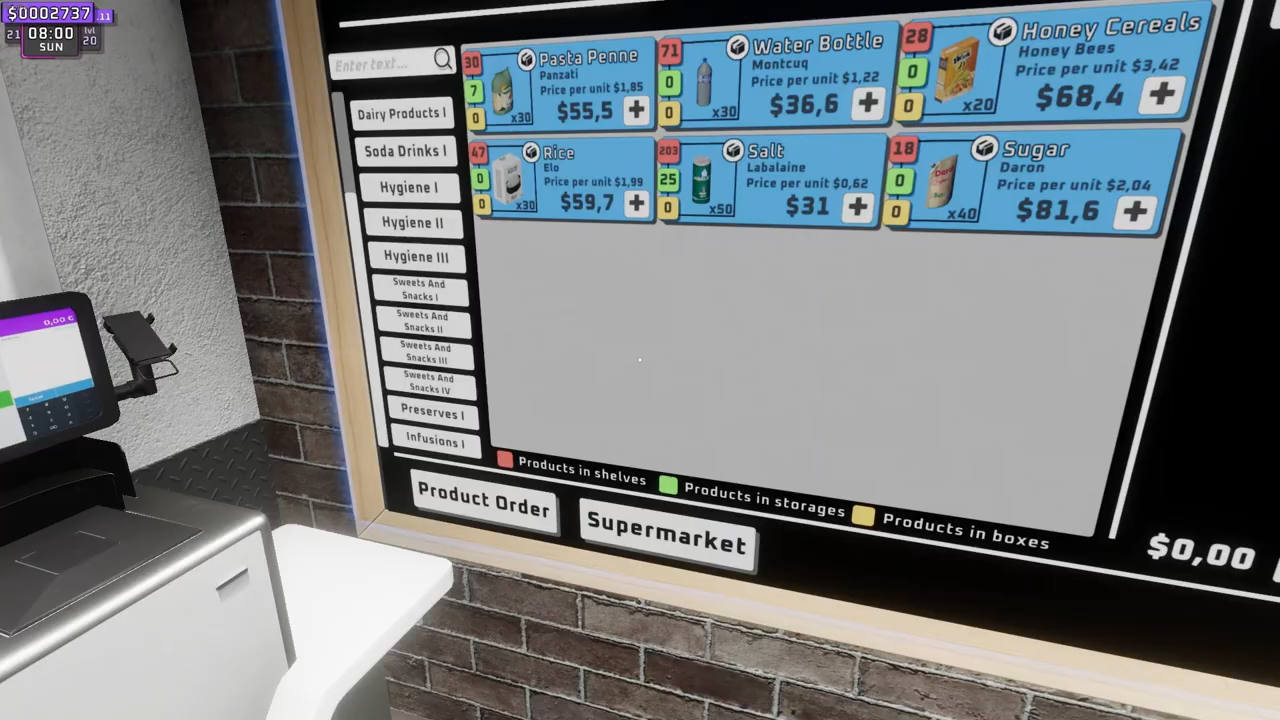 $0002737 .11
21 08:00 lvl
SUN 20
Enter text...
Dairy Products I
Soda Drinks I
Hygiene I
Hygiene II
Hygiene III
Sweets And
Snacks I
Sweets And
Snacks II
Sweets And
Snacks III
Sweets And
Snacks IV
Preserves I
Infusions I
30 Pasta Penne
Panzati
7 Price per unit $1,85
0 x30 $55,5 +
71 Water Bottle
Montcuq
0 Price per unit $1,22
0 x30 $36,6 +
28 Honey Cereals
Honey Bees
0 Price per unit $3,42
0 x20 $68,4 +
47 Rice
Elo
0 Price per unit $1,99
0 x30 $59,7 +
203 Salt
Labalaine
25 Price per unit $0,62
0 x50 $31 +
18 Sugar
Daron
0 Price per unit $2,04
0 x40 $81,6 +
Products in shelves
Products in storages
Products in boxes
Product Order
Supermarket
$0,00
0,00 €